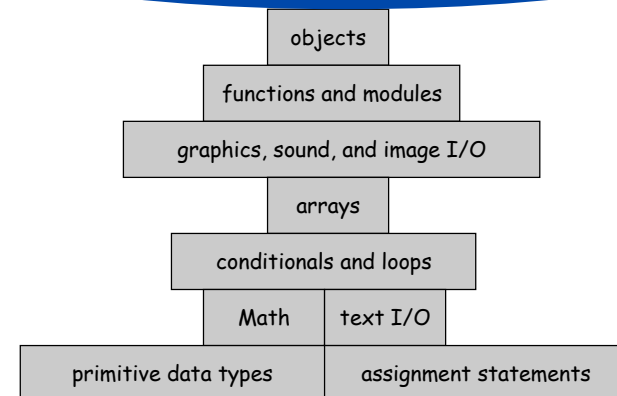 objects
functions and modules
graphics, sound, and image I/O
arrays
conditionals and loops
Math text I/O
primitive data types assignment statements